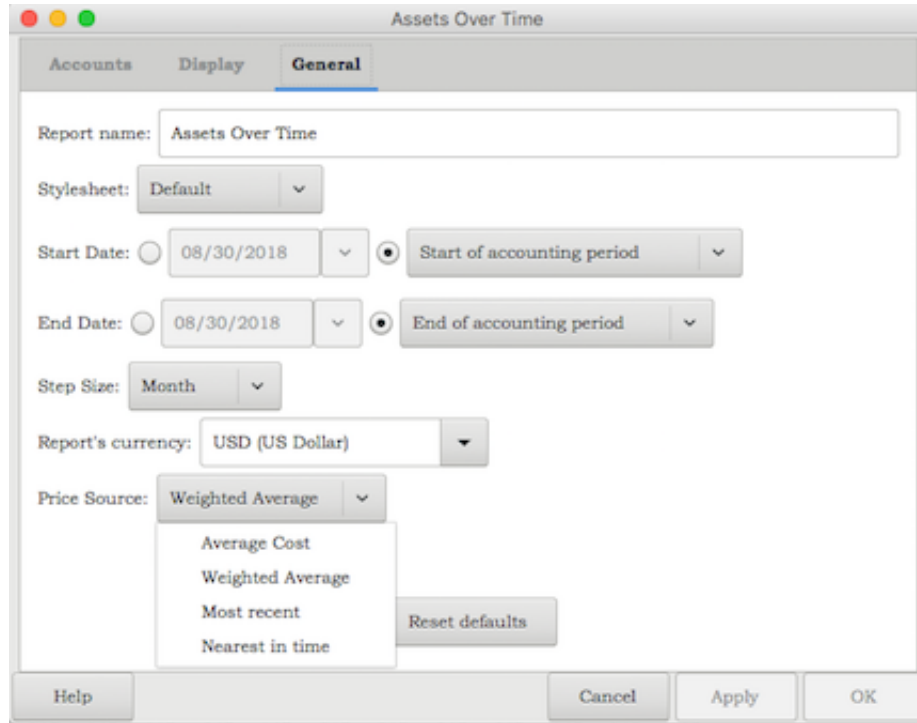 Assets Over Time
Accounts Display General
Report name: Assets Over Time
Stylesheet: Default
Start Date: 08/30/2018 Start of accounting period
End Date: 08/30/2018 End of accounting period
Step Size: Month
Report's currency: USD (US Dollar)
Price Source: Weighted Average
Average Cost
Weighted Average
Most recent
Reset defaults
Nearest in time
Help Cancel Apply OK